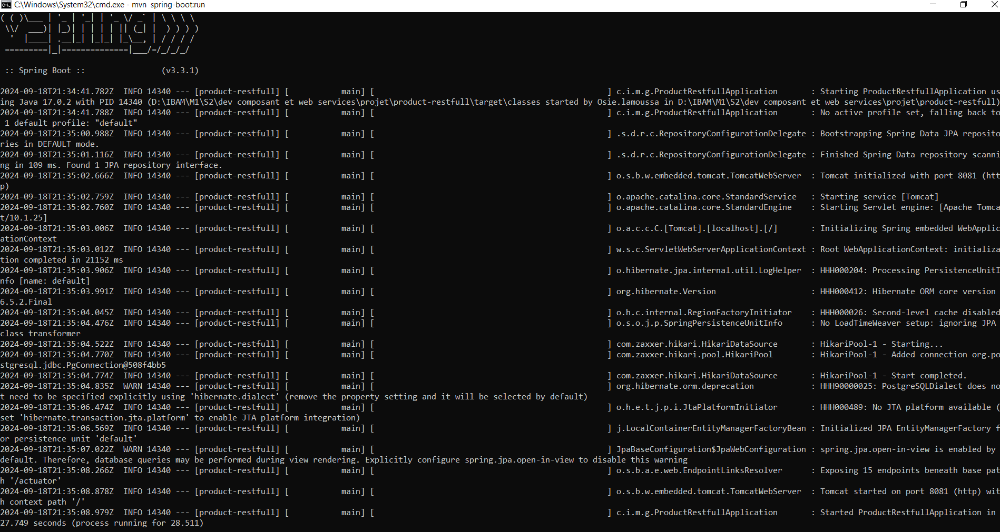 C:\Windows\System32\cmd.exe - mvn  spring-boot:run
( ( )\___ | '_ | '_| | '_ \/ _` | \ \ \ \
 \\/  ___)| |_)| | | | | || (_| |  ) ) ) )
  '  |____| .__|_| |_|_| |_\__, | / / / /
 =========|_|==============|___/=/_/_/_/
 :: Spring Boot ::                (v3.3.1)
2024-09-18T21:34:41.782Z  INFO 14340 --- [product-restfull] [           main] [                                                 ] c.i.m.g.ProductRestfullApplication       : Starting ProductRestfullApplication us
ing Java 17.0.2 with PID 14340 (D:\IBAM\M1\S2\dev composant et web services\projet\product-restfull\target\classes started by Osie.lamoussa in D:\IBAM\M1\S2\dev composant et web services\projet\product-restfull)
2024-09-18T21:34:41.788Z  INFO 14340 --- [product-restfull] [           main] [                                                 ] c.i.m.g.ProductRestfullApplication       : No active profile set, falling back to
 1 default profile: "default"
2024-09-18T21:35:00.988Z  INFO 14340 --- [product-restfull] [           main] [                                                 ] .s.d.r.c.RepositoryConfigurationDelegate : Bootstrapping Spring Data JPA reposito
ries in DEFAULT mode.
2024-09-18T21:35:01.116Z  INFO 14340 --- [product-restfull] [           main] [                                                 ] .s.d.r.c.RepositoryConfigurationDelegate : Finished Spring Data repository scanni
ng in 109 ms. Found 1 JPA repository interface.
2024-09-18T21:35:02.666Z  INFO 14340 --- [product-restfull] [           main] [                                                 ] o.s.b.w.embedded.tomcat.TomcatWebServer  : Tomcat initialized with port 8081 (htt
p)
2024-09-18T21:35:02.759Z  INFO 14340 --- [product-restfull] [           main] [                                                 ] o.apache.catalina.core.StandardService   : Starting service [Tomcat]
2024-09-18T21:35:02.760Z  INFO 14340 --- [product-restfull] [           main] [                                                 ] o.apache.catalina.core.StandardEngine    : Starting Servlet engine: [Apache Tomca
t/10.1.25]
2024-09-18T21:35:03.006Z  INFO 14340 --- [product-restfull] [           main] [                                                 ] o.a.c.c.C.[Tomcat].[localhost].[/]       : Initializing Spring embedded WebApplic
ationContext
2024-09-18T21:35:03.012Z  INFO 14340 --- [product-restfull] [           main] [                                                 ] w.s.c.ServletWebServerApplicationContext : Root WebApplicationContext: initializa
tion completed in 21152 ms
2024-09-18T21:35:03.906Z  INFO 14340 --- [product-restfull] [           main] [                                                 ] o.hibernate.jpa.internal.util.LogHelper  : HHH000204: Processing PersistenceUnitI
nfo [name: default]
2024-09-18T21:35:03.991Z  INFO 14340 --- [product-restfull] [           main] [                                                 ] org.hibernate.Version                    : HHH000412: Hibernate ORM core version
6.5.2.Final
2024-09-18T21:35:04.045Z  INFO 14340 --- [product-restfull] [           main] [                                                 ] o.h.c.internal.RegionFactoryInitiator    : HHH000026: Second-level cache disabled
2024-09-18T21:35:04.476Z  INFO 14340 --- [product-restfull] [           main] [                                                 ] o.s.o.j.p.SpringPersistenceUnitInfo      : No LoadTimeWeaver setup: ignoring JPA
class transformer
2024-09-18T21:35:04.522Z  INFO 14340 --- [product-restfull] [           main] [                                                 ] com.zaxxer.hikari.HikariDataSource       : HikariPool-1 - Starting...
2024-09-18T21:35:04.770Z  INFO 14340 --- [product-restfull] [           main] [                                                 ] com.zaxxer.hikari.pool.HikariPool        : HikariPool-1 - Added connection org.po
stgresql.jdbc.PgConnection@508f4bb5
2024-09-18T21:35:04.774Z  INFO 14340 --- [product-restfull] [           main] [                                                 ] com.zaxxer.hikari.HikariDataSource       : HikariPool-1 - Start completed.
2024-09-18T21:35:04.835Z  WARN 14340 --- [product-restfull] [           main] [                                                 ] org.hibernate.orm.deprecation            : HHH90000025: PostgreSQLDialect does no
t need to be specified explicitly using 'hibernate.dialect' (remove the property setting and it will be selected by default)
2024-09-18T21:35:06.474Z  INFO 14340 --- [product-restfull] [           main] [                                                 ] o.h.e.t.j.p.i.JtaPlatformInitiator       : HHH000489: No JTA platform available (
set 'hibernate.transaction.jta.platform' to enable JTA platform integration)
2024-09-18T21:35:06.569Z  INFO 14340 --- [product-restfull] [           main] [                                                 ] j.LocalContainerEntityManagerFactoryBean : Initialized JPA EntityManagerFactory f
or persistence unit 'default'
2024-09-18T21:35:07.022Z  WARN 14340 --- [product-restfull] [           main] [                                                 ] JpaBaseConfiguration$JpaWebConfiguration : spring.jpa.open-in-view is enabled by
default. Therefore, database queries may be performed during view rendering. Explicitly configure spring.jpa.open-in-view to disable this warning
2024-09-18T21:35:08.266Z  INFO 14340 --- [product-restfull] [           main] [                                                 ] o.s.b.a.e.web.EndpointLinksResolver      : Exposing 15 endpoints beneath base pat
h '/actuator'
2024-09-18T21:35:08.878Z  INFO 14340 --- [product-restfull] [           main] [                                                 ] o.s.b.w.embedded.tomcat.TomcatWebServer  : Tomcat started on port 8081 (http) wit
h context path '/'
2024-09-18T21:35:08.979Z  INFO 14340 --- [product-restfull] [           main] [                                                 ] c.i.m.g.ProductRestfullApplication       : Started ProductRestfullApplication in
27.749 seconds (process running for 28.511)